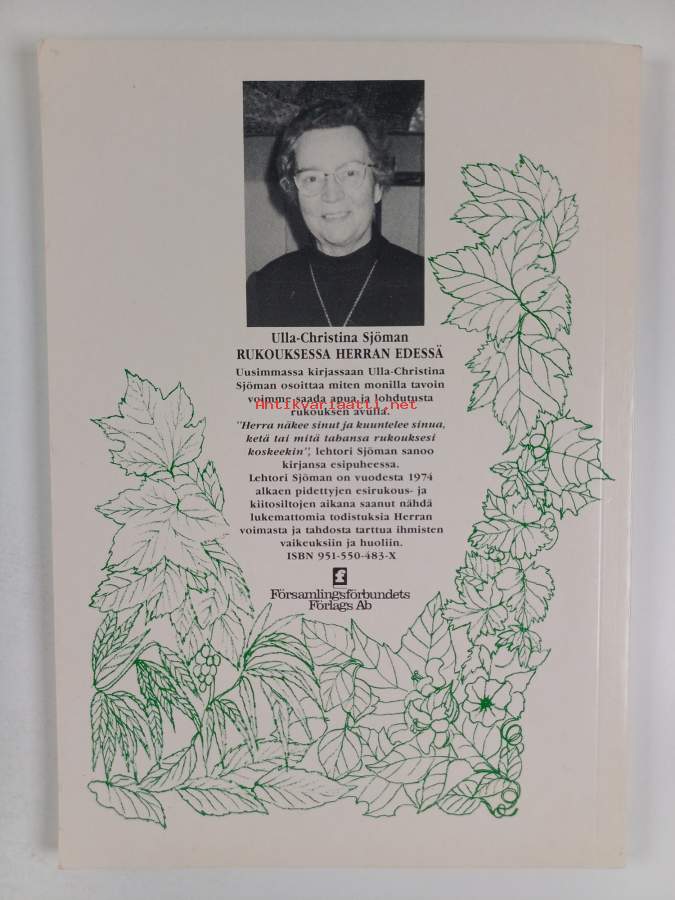 Ulla-Christina Sjöman
RUKOUKSESSA HERRAN EDESSÄ
Uusimmassa kirjassaan Ulla-Christina
Sjöman osoittaa miten monilla tavoin
voimme saada apua ja lohdutusta
Antikvariaatti.net
rukouksen avulla.
"Herra näkee sinut ja kuuntelee sinua,
ketä tai mitä tahansa rukouksesi
koskeekin", lehtori Sjöman sanoo
kirjansa esipuheessa.
Lehtori Sjöman on vuodesta 1974
alkaen pidettyjen esirukous- ja
kiitosiltojen aikana saanut nähdä
lukemattomia todistuksia Herran
voimasta ja tahdosta tarttua ihmisten
vaikeuksiin ja huoliin.
ISBN 951-550-483-X
f
Församlingsförbundets
Förlags Ab